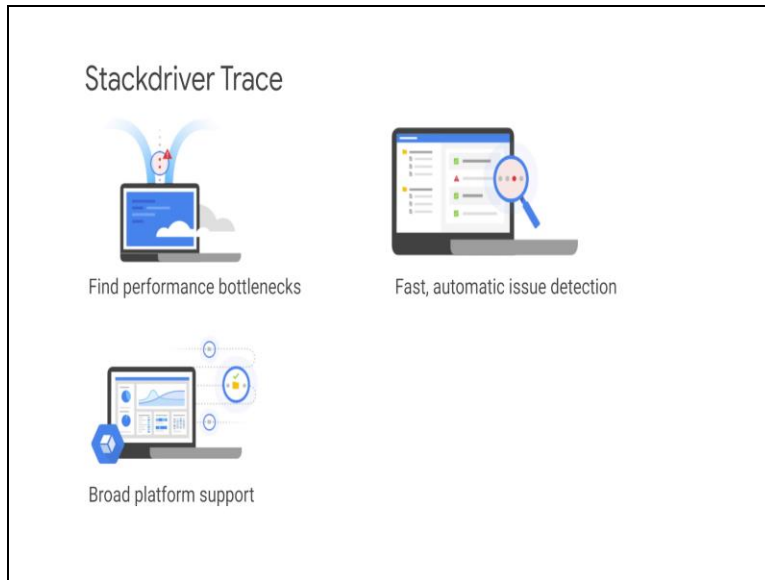 Stackdriver Trace
Find performance bottlenecks
Fast, automatic issue detection
Broad platform support